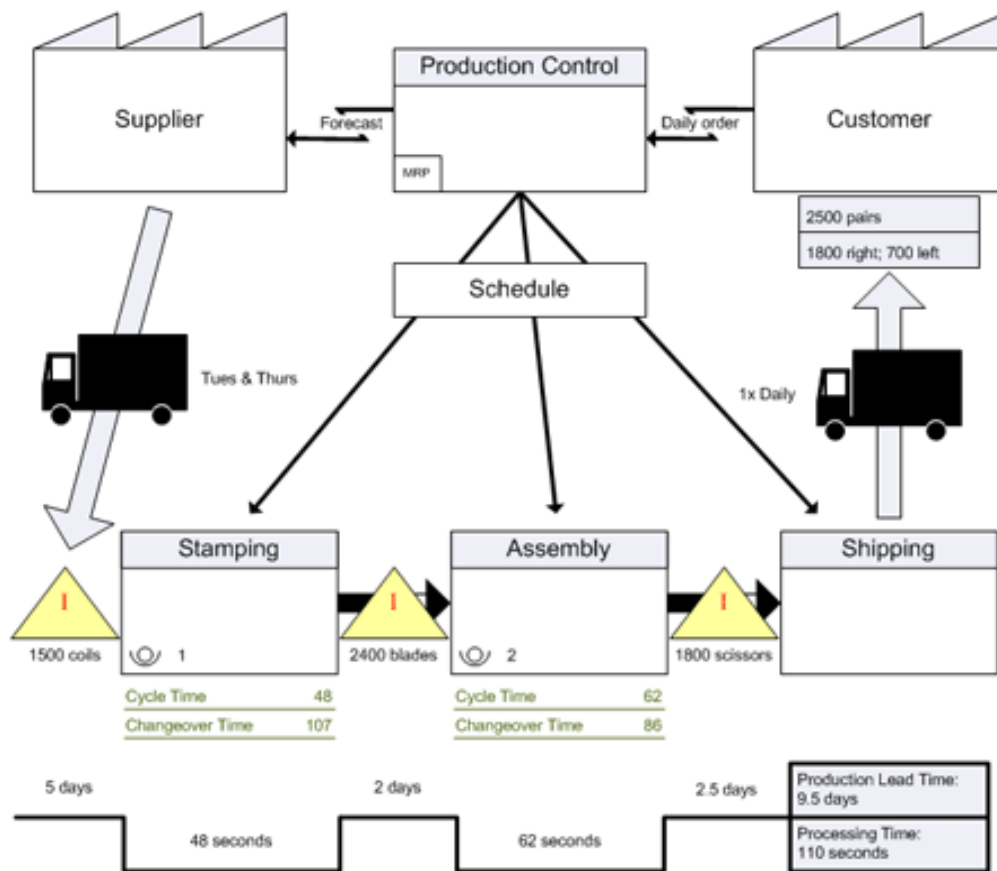 Supplier
Forecast
Production Control
MRP
Daily order
Customer
2500 pairs
1800 right; 700 left
Schedule
Tues & Thurs
1x Daily
Stamping
Assembly
Shipping
I
I
I
1500 coils
1
2400 blades
2
1800 scissors
Cycle Time 48
Changeover Time 107
Cycle Time 62
Changeover Time 86
5 days
48 seconds
2 days
62 seconds
2.5 days
Production Lead Time:
9.5 days
Processing Time:
110 seconds